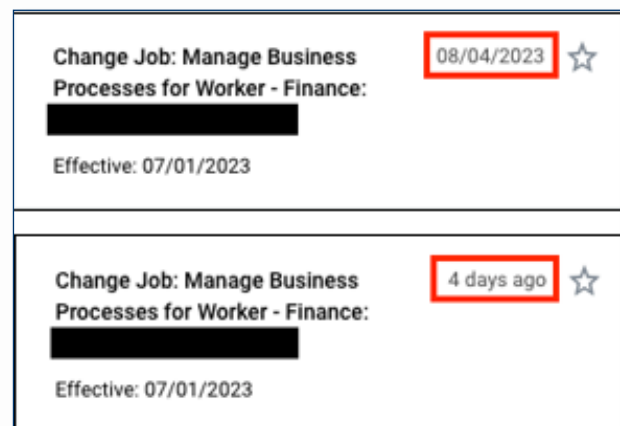 Change Job: Manage Business
08/04/2023
Processes for Worker - Finance:
Effective: 07/01/2023
Change Job: Manage Business
4 days ago
Processes for Worker - Finance:
Effective: 07/01/2023